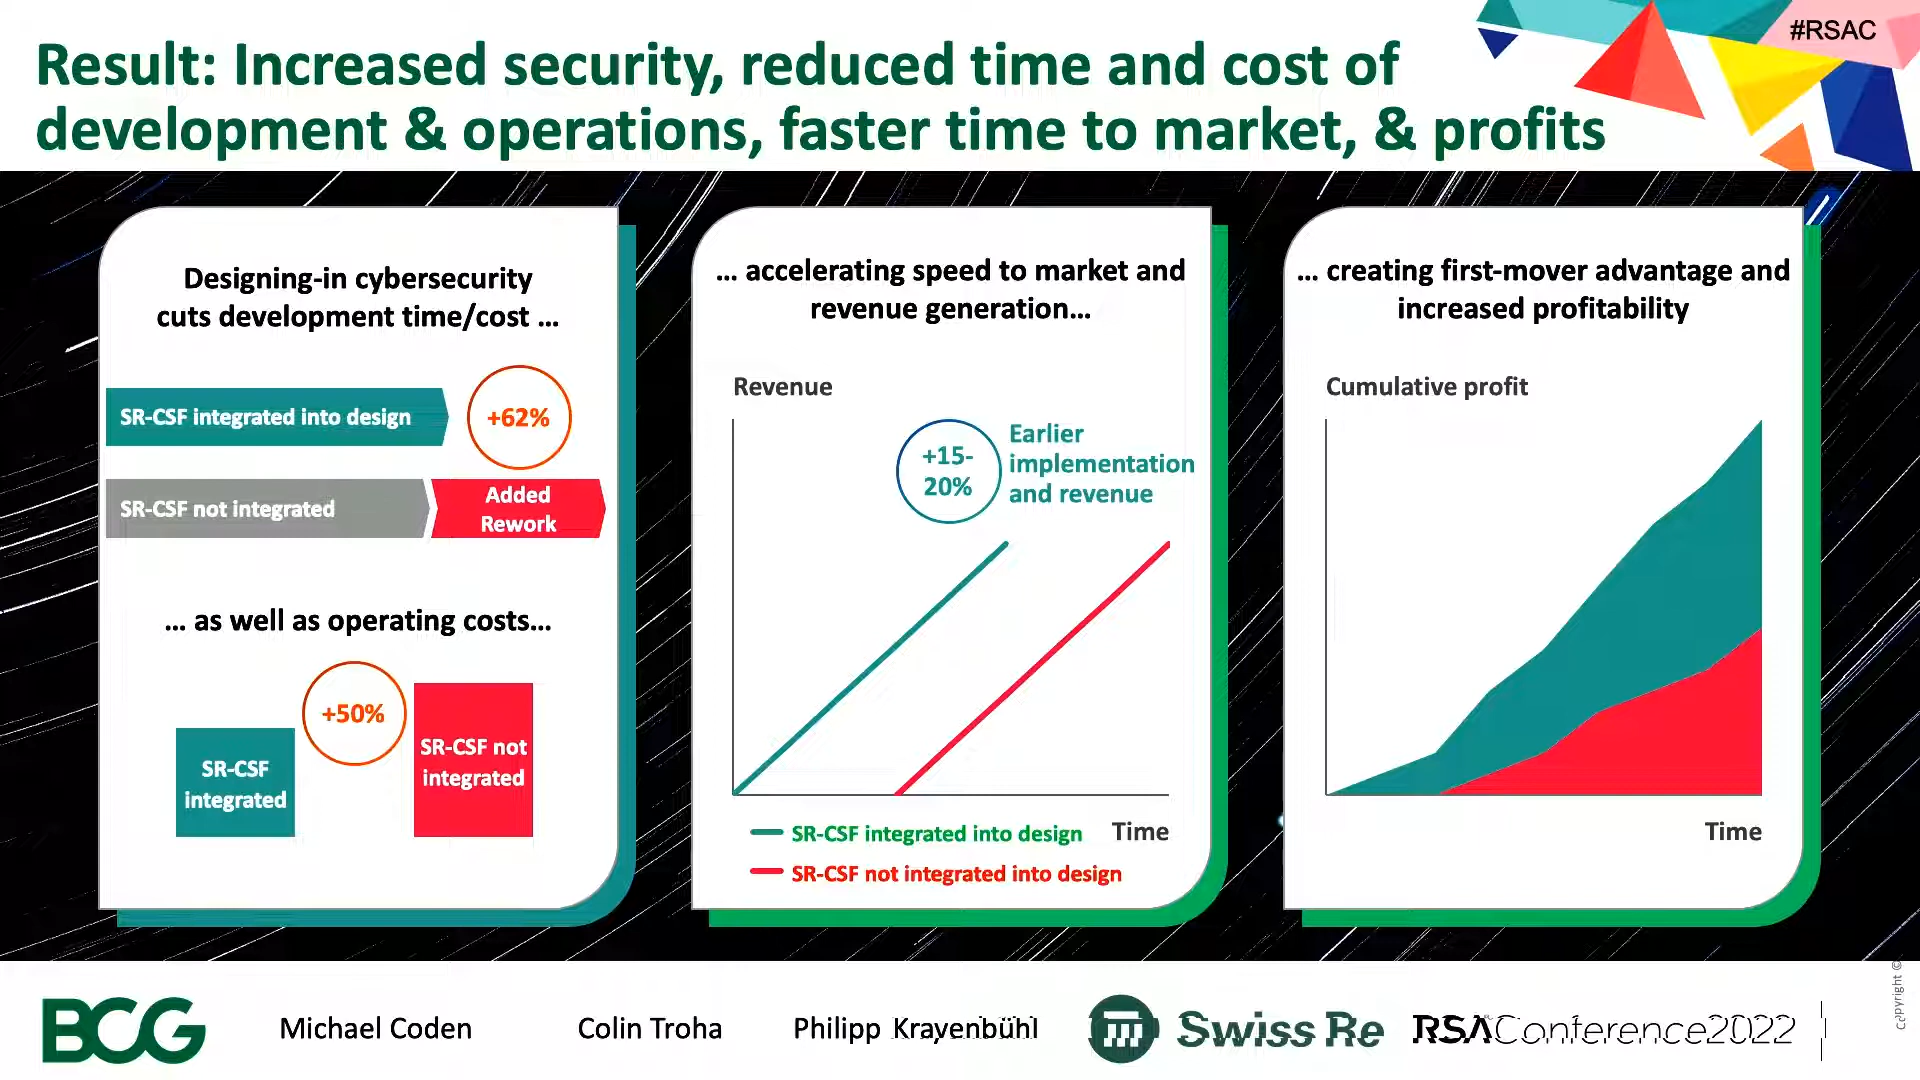 #RSAC
Result: Increased security, reduced time and cost of
development & operations, faster time to market, & profits
Designing-in cybersecurity
cuts development time/cost ...
SR-CSF integrated into design
+62%
SR-CSF not integrated
Added
Rework
... as well as operating costs...
+50%
SR-CSF
integrated
SR-CSF not
integrated
... accelerating speed to market and
revenue generation...
Revenue
+15-
20%
Earlier
implementation
and revenue
SR-CSF integrated into design
Time
SR-CSF not integrated into design
... creating first-mover advantage and
increased profitability
Cumulative profit
Time
BCG
Michael Coden
Colin Troha
Philipp Krayenbühl
Swiss Re
RSAConference2022
Copyright ©